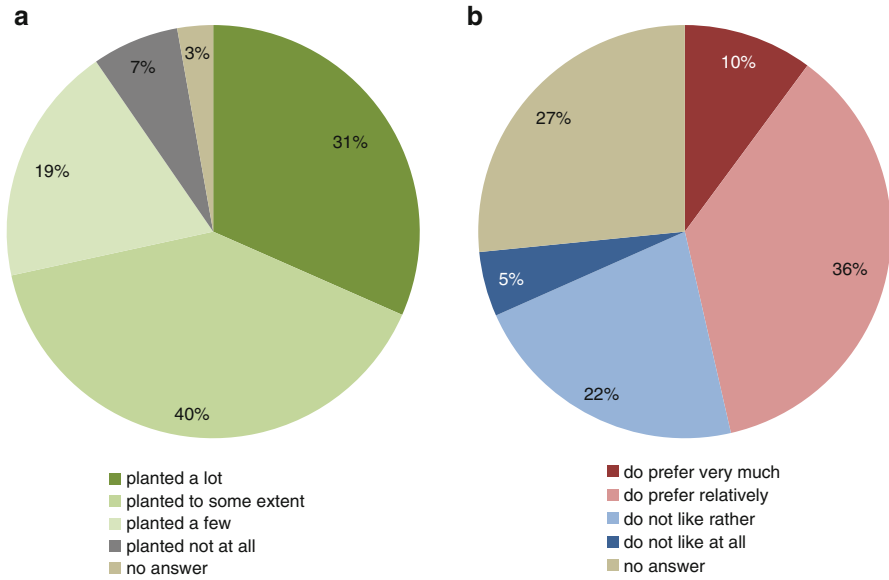 a
3%
7%
31%
19%
40%
planted a lot
planted to some extent
planted a few
planted not at all
no answer
b
10%
27%
36%
5%
22%
do prefer very much
do prefer relatively
do not like rather
do not like at all
no answer